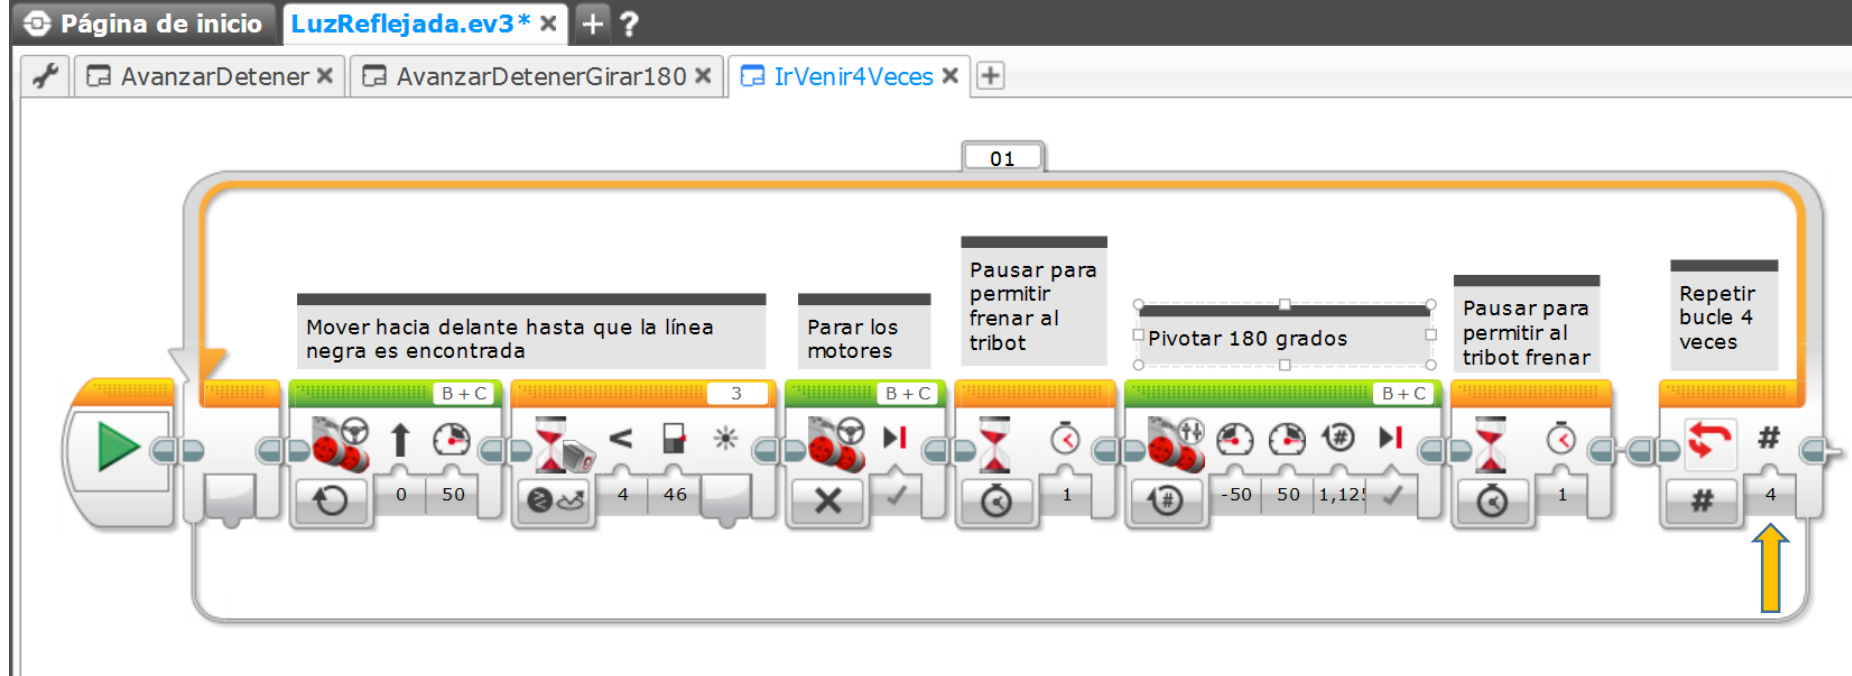 Página de inicio
LuzReflejada.ev3*
AvanzarDetener
AvanzarDetenerGirar180
IrVenir4Veces
01
Mover hacia delante hasta que la línea
negra es encontrada
Parar los
motores
Pausar para
permitir
frenar al
tribot
Pivotar 180 grados
Pausar para
permitir al
tribot frenar
Repetir
bucle 4
veces
B + C
3
B + C
B + C
<
#
#
0
50
4
46
1
#
-50
50
1,125
1
#
4